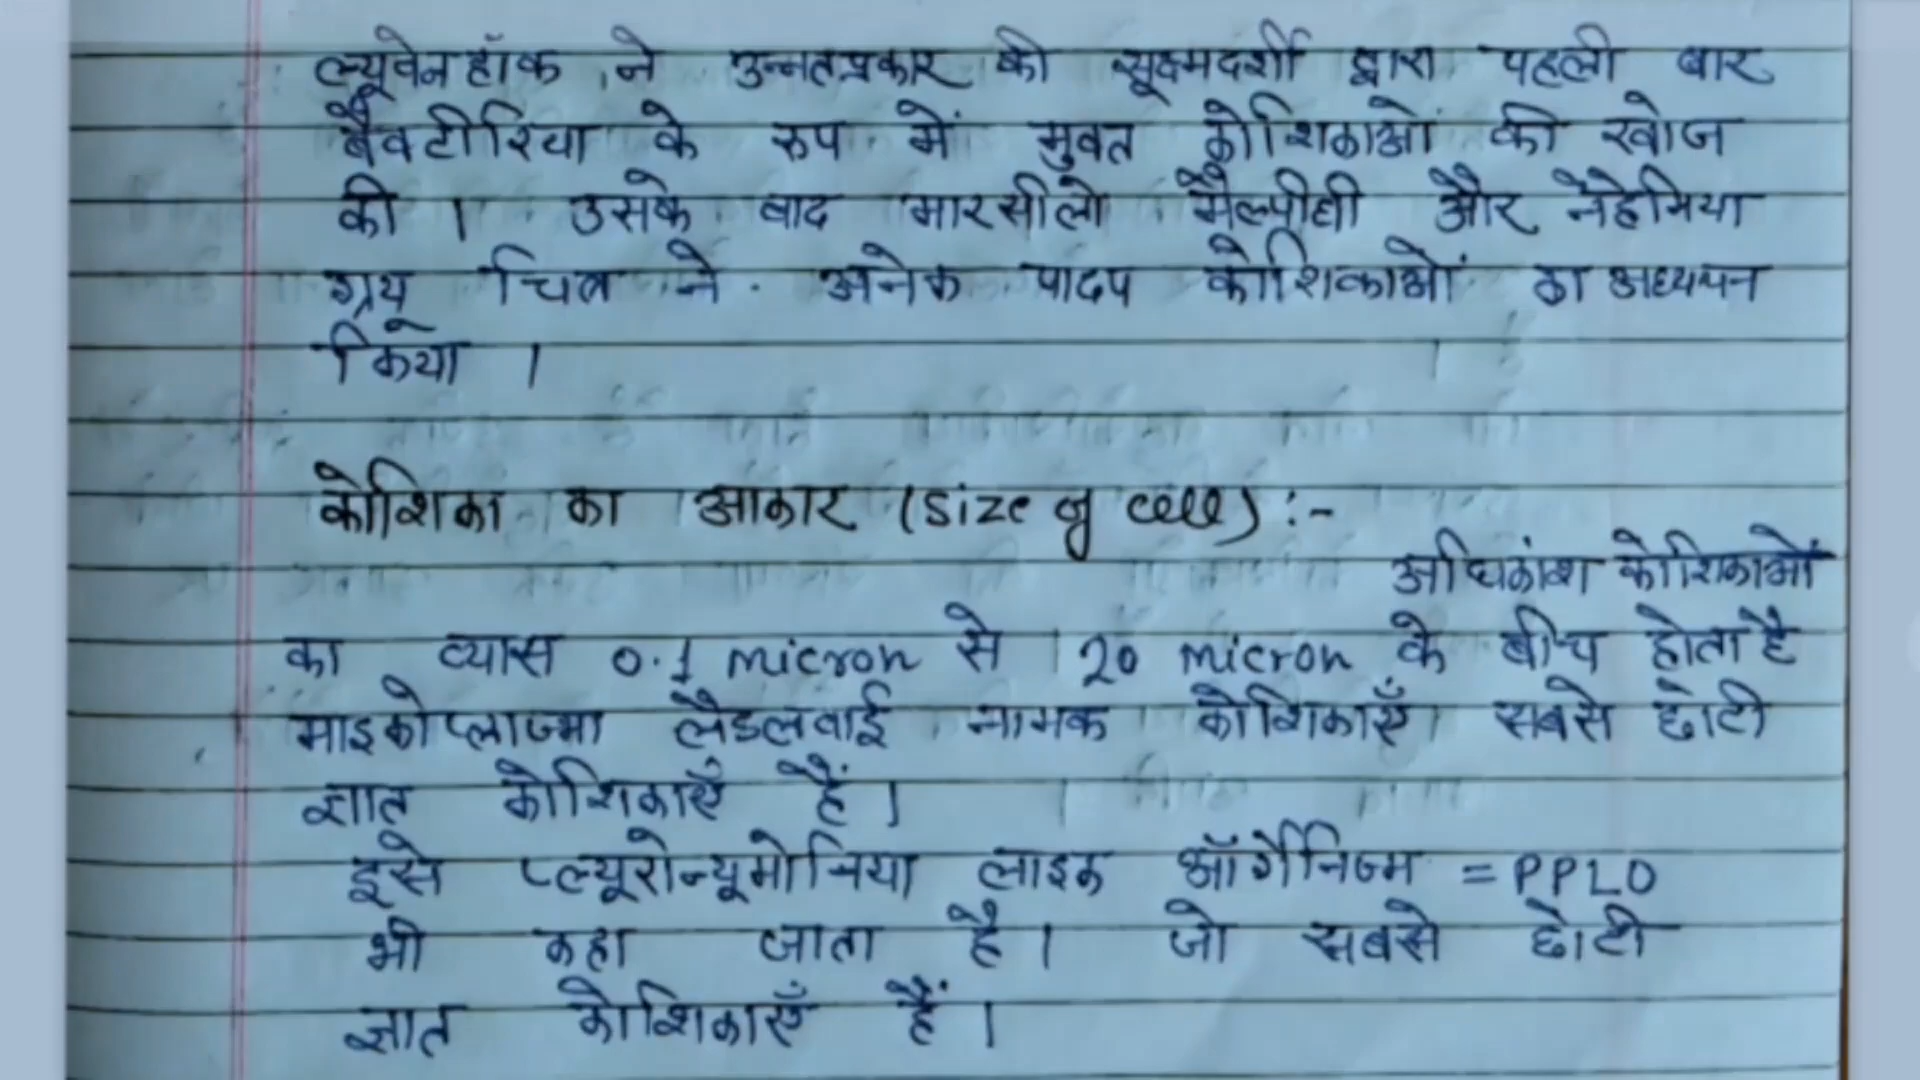 ल्यूवेनहॉक ने उन्नतप्रकार की सूक्ष्मदर्शी द्वारा पहली बार
बैक्टीरिया के रूप में मुक्त कोशिकाओं की खोज
की । उसके बाद मारसीलो मैल्पीघी और नेहेमिया
ग्रयू चित्र ने अनेक पादप कोशिकाओं का अध्ययन
किया ।
कोशिका का आकार (size of cell) :-
अधिकांश कोशिकाओं
का व्यास 0.1 micron से 20 micron के बीच होता है
माइकोप्लाज्मा लैडलवाई नामक कोशिकाएँ सबसे छोटी
ज्ञात कोशिकाएँ हैं ।
इसे प्ल्यूरोन्यूमोनिया लाइक ऑर्गेनिज्म = PPLO
भी कहा जाता है । जो सबसे छोटी
ज्ञात कोशिकाएँ हैं ।